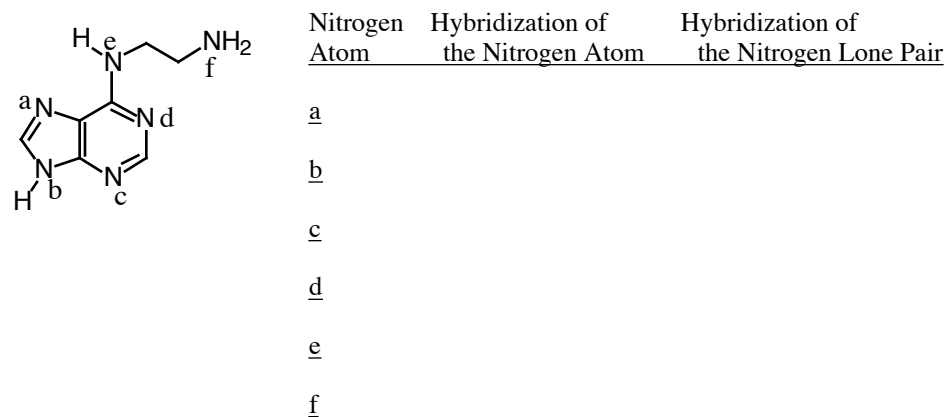 Nitrogen Hybridization of Hybridization of
Atom the Nitrogen Atom the Nitrogen Lone Pair
H e NH2
N f
a N N d
a
N N
H b c
b
c
d
e
f